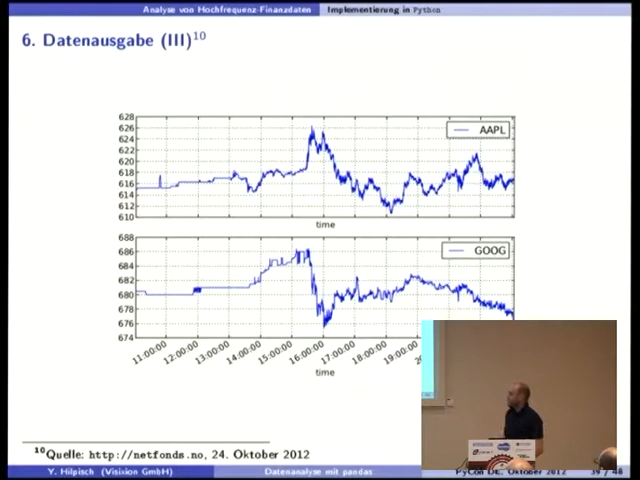 Analyse von Hochfrequenz-Finanzdaten Implementierung in Python
6. Datenausgabe (III)10
628
626
624
622
620
618
616
614
612
610
AAPL
time
688
686
684
682
680
678
676
674
GOOG
11:00:00 12:00:00 13:00:00 14:00:00 15:00:00 16:00:00 17:00:00 18:00:00 19:00:00
time
10Quelle: http://netfonds.no, 24. Oktober 2012
Y. Hilpisch (Visixion GmbH) Datenanalyse mit pandas PyCon DE, Oktober 2012 39 / 48